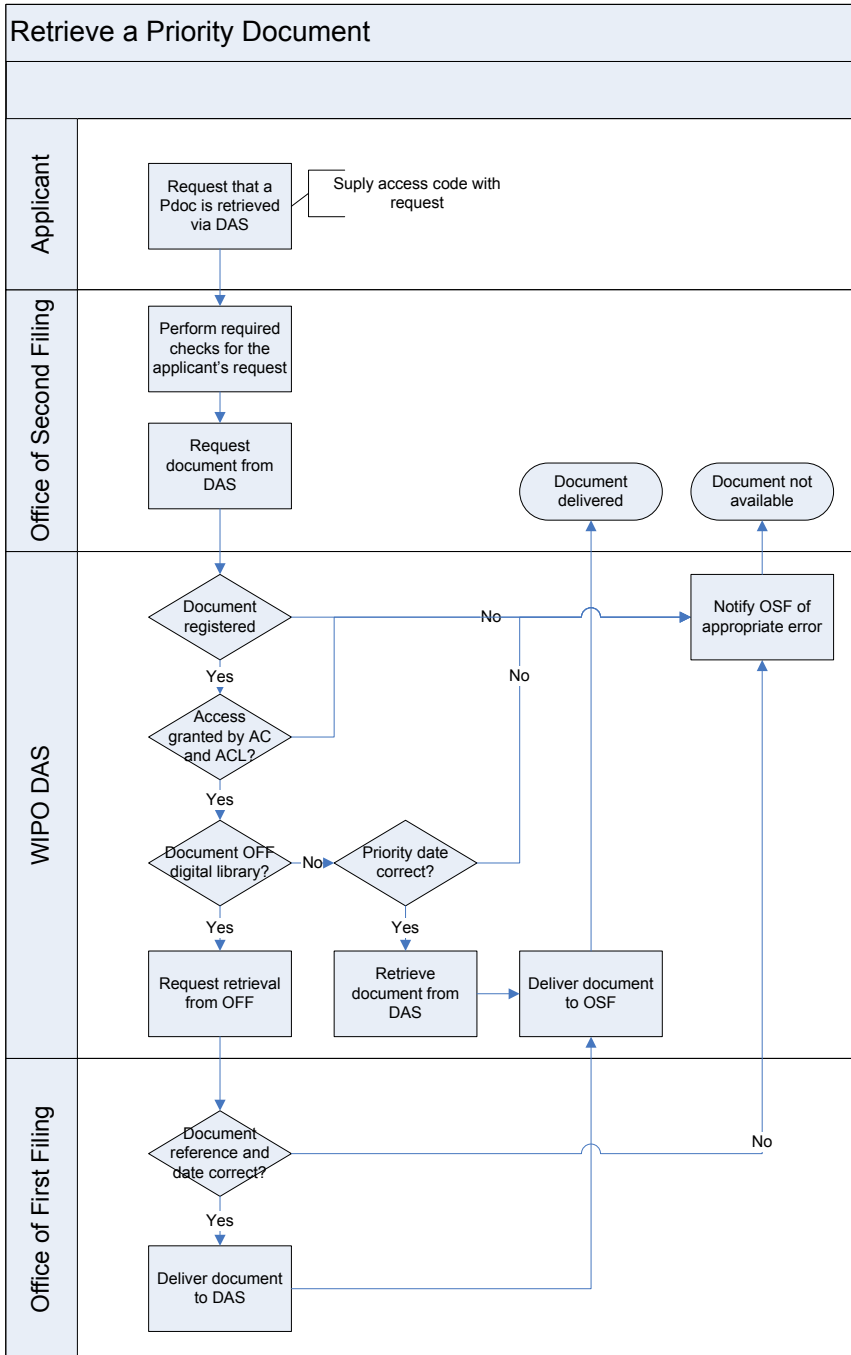 Retrieve a Priority Document
Applicant
Request that a
Pdoc is retrieved
via DAS
Suply access code with
request
Office of Second Filing
Perform required
checks for the
applicant's request
Request
document from
DAS
Document
delivered
Document not
available
WIPO DAS
Document
registered
No
Notify OSF of
appropriate error
Yes
No
Access
granted by AC
and ACL?
Yes
Document OFF
digital library?
No
Priority date
correct?
Yes
Yes
Request retrieval
from OFF
Retrieve
document from
DAS
Deliver document
to OSF
Office of First Filing
Document
reference and
date correct?
No
Yes
Deliver document
to DAS